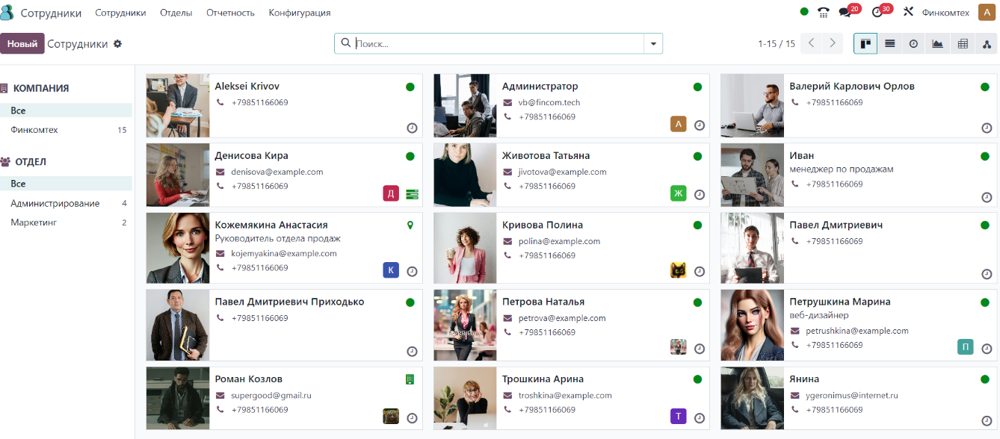 Сотрудники Сотрудники Отделы Отчетность Конфигурация 20 30 Финкомтех А
Новый Сотрудники Поиск... 1-15 / 15
КОМПАНИЯ
Все
Финкомтех 15
ОТДЕЛ
Все
Администрирование 4
Маркетинг 2
Aleksei Krivov
+79851166069
Администратор
vb@fincom.tech
+79851166069
А
Валерий Карлович Орлов
+79851166069
Денисова Кира
denisova@example.com
+79851166069
Д
Животова Татьяна
jivotova@example.com
+79851166069
Ж
Иван
менеджер по продажам
+79851166069
Кожемякина Анастасия
Руководитель отдела продаж
kojemyakina@example.com
+79851166069
К
Кривова Полина
polina@example.com
+79851166069
Павел Дмитриевич
+79851166069
Павел Дмитриевич Приходько
+79851166069
Петрова Наталья
petrova@example.com
+79851166069
Петрушкина Марина
веб-дизайнер
petrushkina@example.com
+79851166069
П
Роман Козлов
supergood@gmail.ru
+79851166069
Трошкина Арина
troshkina@example.com
+79851166069
Т
Янина
ygeronimus@internet.ru
+79851166069